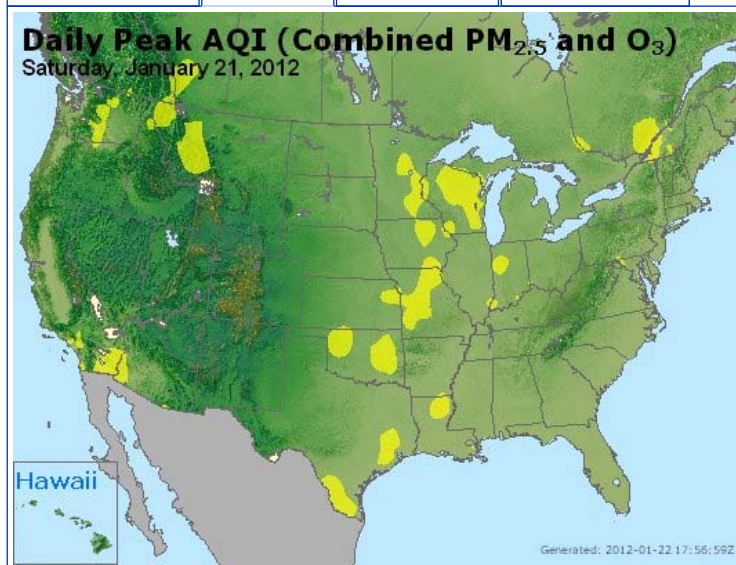 Daily Peak AQI (Combined PM2.5 and O3)
Saturday, January 21, 2012
Hawaii
Generated: 2012-01-22 17:56:59Z